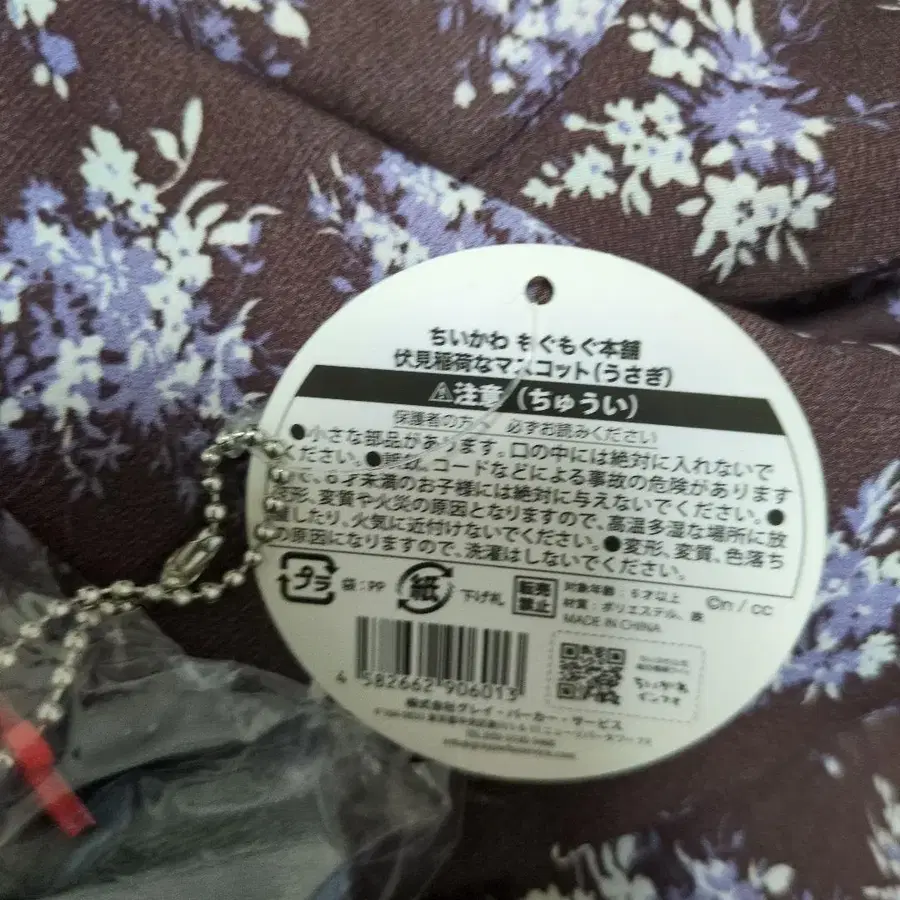 ちいかわ もぐもぐ本舗
伏見稲荷なマスコット(うさぎ)
⚠注意 (ちゅうい)
保護者の方へ 必ずお読みください
●小さな部品があります。口の中には絶対に入れないで
ください。●誤飲、コードなどによる事故の危険があります
ので、6才未満のお子様には絶対に与えないでください。●
変形、変質や火災の原因となりますので、高温多湿な場所に放
置したり、火気に近付けないでください。●変形、変質、色落ち
の原因になりますので、洗濯はしないでください。
プラ 袋:PP 紙 下げ札 販売禁止 対象年齢:6才以上 ©n / cc
材質:ポリエステル、鉄
MADE IN CHINA
4 582662 906013
ちいかわ
インフォ
株式会社グレイ・パーカー・サービス